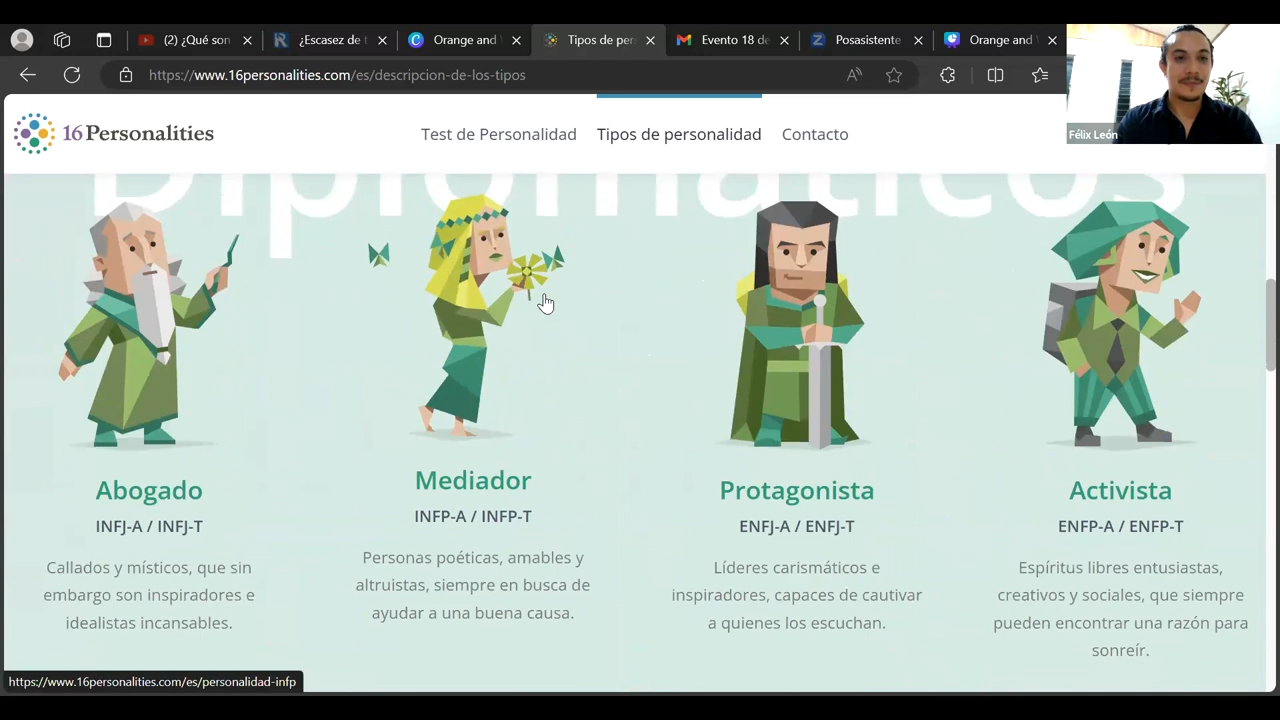 (2) ¿Qué son
¿Escasez de t
Orange and
Tipos de per
Evento 18 de
Posasistente
Orange and
https://www.16personalities.com/es/descripcion-de-los-tipos
Félix León
16Personalities
Test de Personalidad
Tipos de personalidad
Contacto
Diplomáticos
Abogado
INFJ-A / INFJ-T
Callados y místicos, que sin
embargo son inspiradores e
idealistas incansables.
Mediador
INFP-A / INFP-T
Personas poéticas, amables y
altruistas, siempre en busca de
ayudar a una buena causa.
Protagonista
ENFJ-A / ENFJ-T
Líderes carismáticos e
inspiradores, capaces de cautivar
a quienes los escuchan.
Activista
ENFP-A / ENFP-T
Espíritus libres entusiastas,
creativos y sociales, que siempre
pueden encontrar una razón para
sonreír.
https://www.16personalities.com/es/personalidad-infp